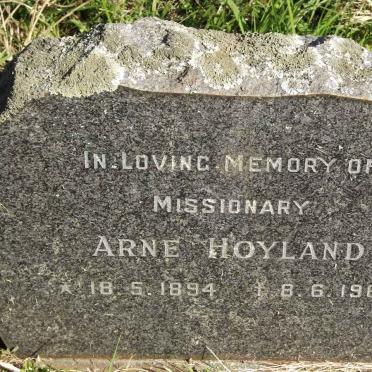 IN LOVING MEMORY OF
MISSIONARY
ARNE HOYLAND
* 18.5.1894 † 8.6.19